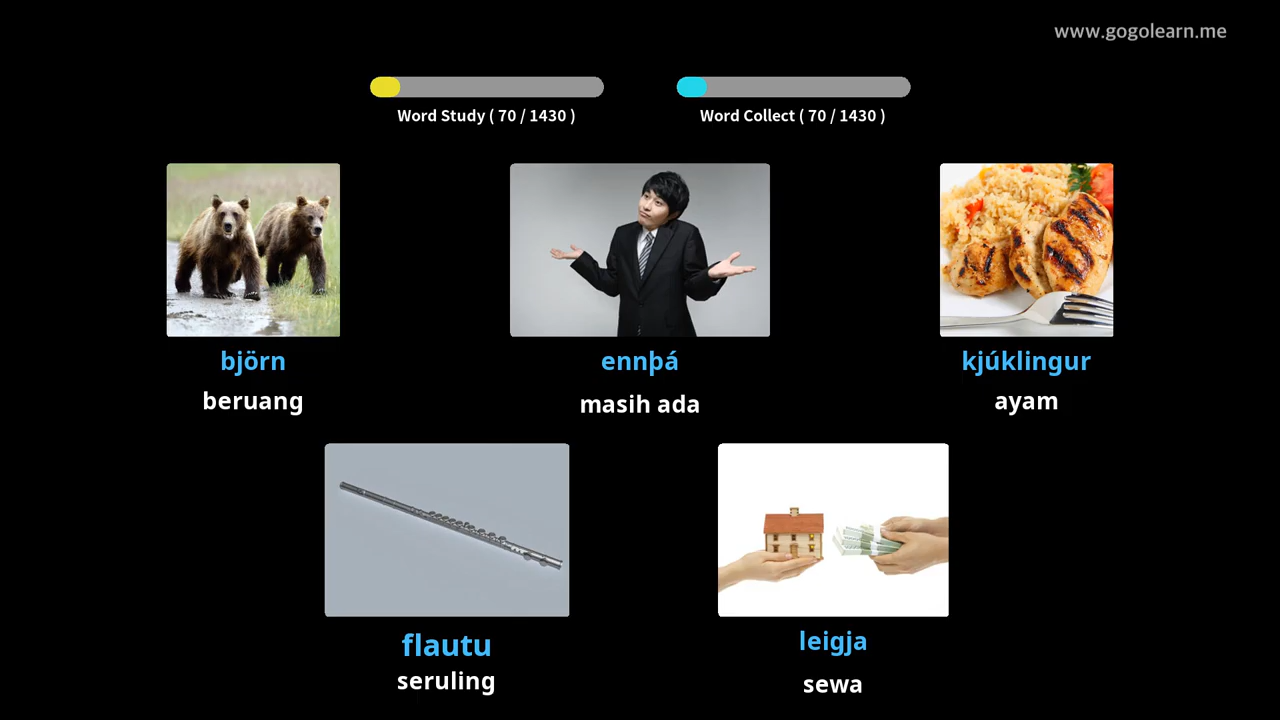 www.gogolearn.me
Word Study ( 70 / 1430 )
Word Collect ( 70 / 1430 )
björn
ennþá
kjúklingur
beruang
masih ada
ayam
flautu
leigja
seruling
sewa